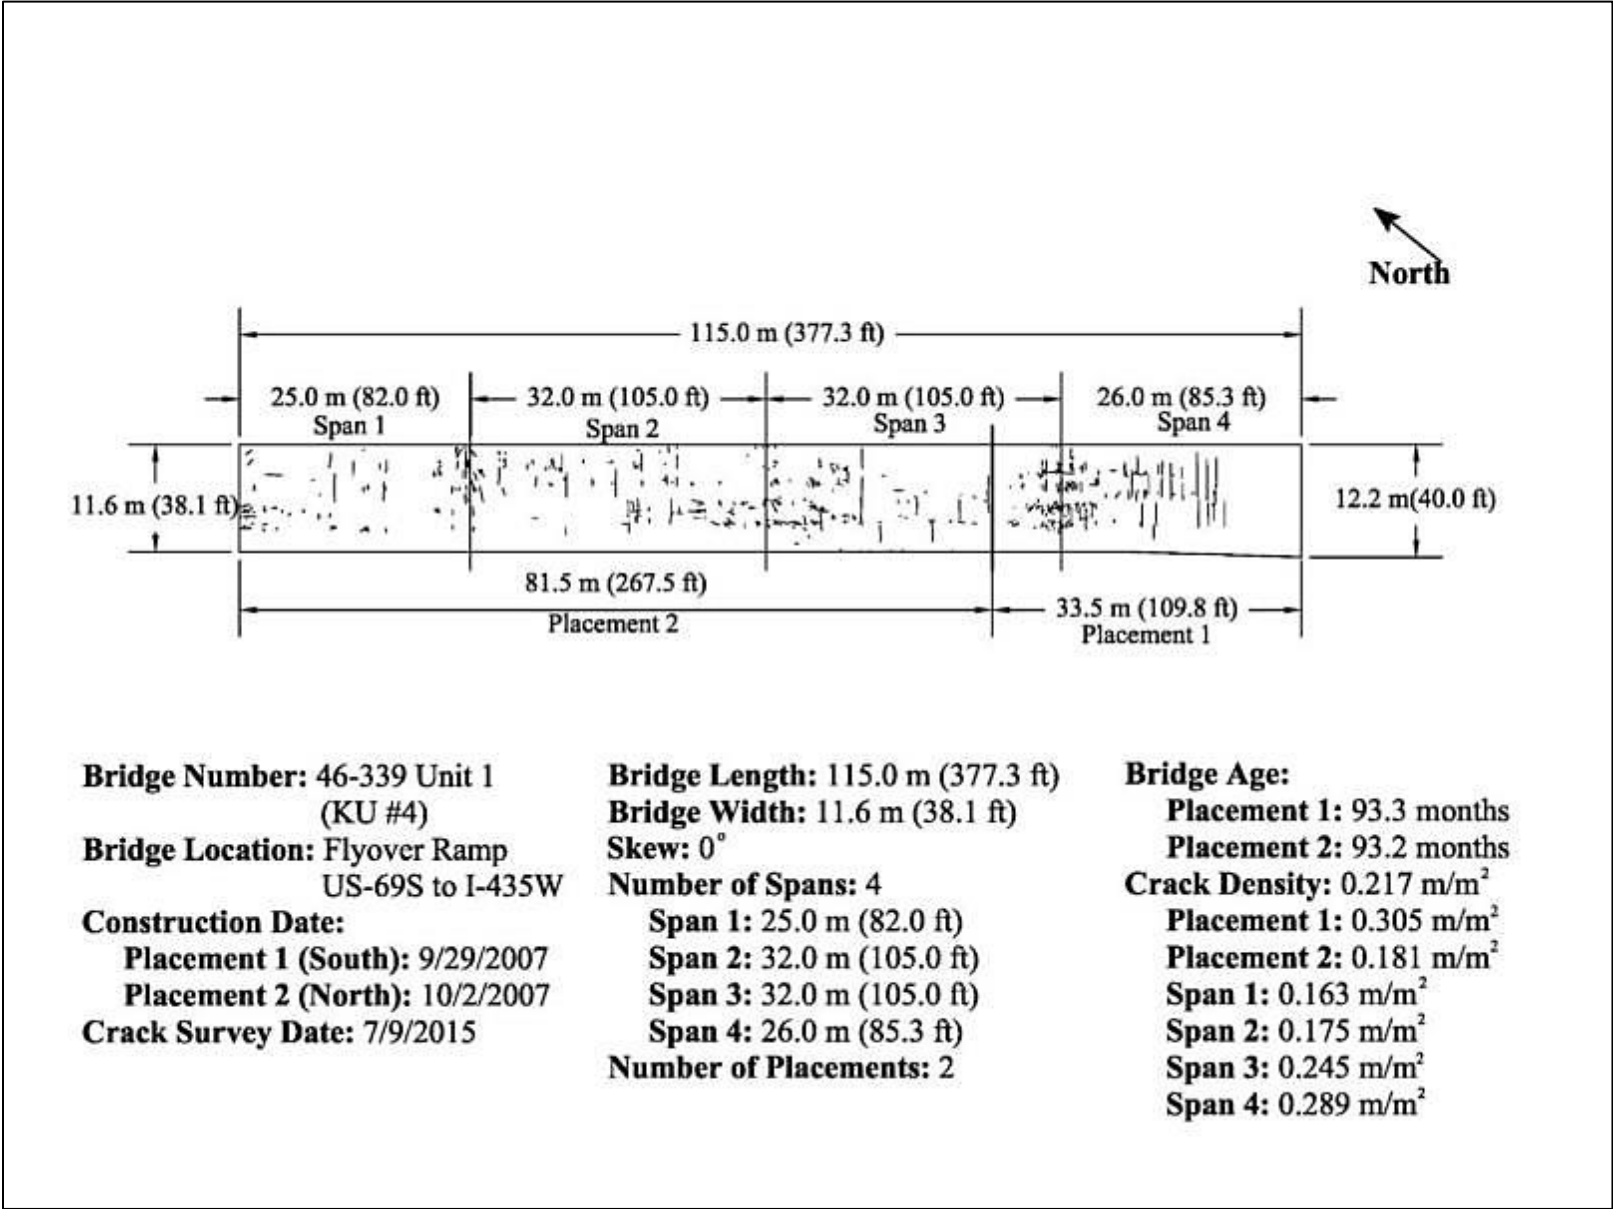 North
115.0 m (377.3 ft)
25.0 m (82.0 ft)
Span 1
32.0 m (105.0 ft)
Span 2
32.0 m (105.0 ft)
Span 3
26.0 m (85.3 ft)
Span 4
11.6 m (38.1 ft)
12.2 m(40.0 ft)
81.5 m (267.5 ft)
Placement 2
33.5 m (109.8 ft)
Placement 1
Bridge Number: 46-339 Unit 1
(KU #4)
Bridge Location: Flyover Ramp
US-69S to I-435W
Construction Date:
Placement 1 (South): 9/29/2007
Placement 2 (North): 10/2/2007
Crack Survey Date: 7/9/2015
Bridge Length: 115.0 m (377.3 ft)
Bridge Width: 11.6 m (38.1 ft)
Skew: 0°
Number of Spans: 4
Span 1: 25.0 m (82.0 ft)
Span 2: 32.0 m (105.0 ft)
Span 3: 32.0 m (105.0 ft)
Span 4: 26.0 m (85.3 ft)
Number of Placements: 2
Bridge Age:
Placement 1: 93.3 months
Placement 2: 93.2 months
Crack Density: 0.217 m/m²
Placement 1: 0.305 m/m²
Placement 2: 0.181 m/m²
Span 1: 0.163 m/m²
Span 2: 0.175 m/m²
Span 3: 0.245 m/m²
Span 4: 0.289 m/m²